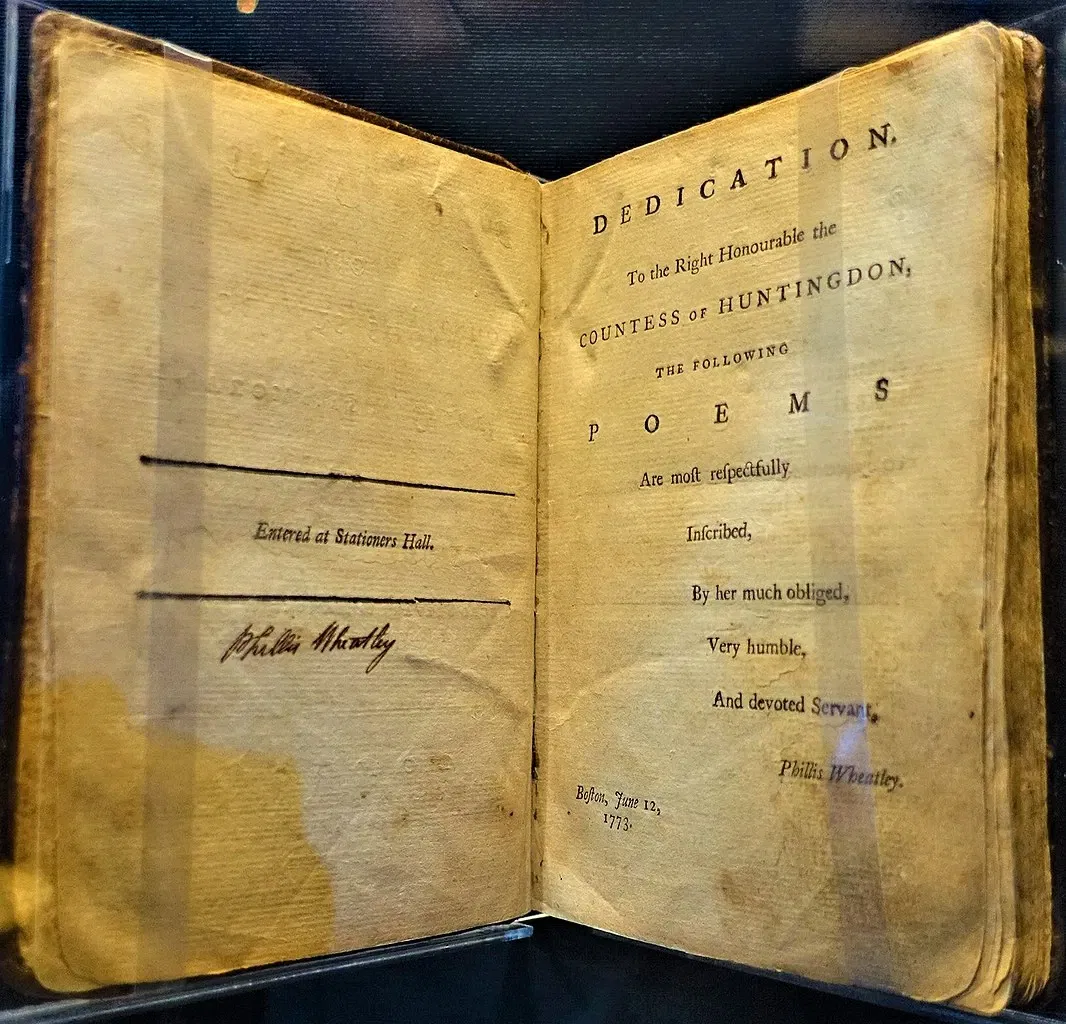 Entered at Stationers Hall.
Phillis Wheatley
DEDICATION.
To the Right Honourable the
COUNTESS OF HUNTINGDON,
THE FOLLOWING
POEMS
Are moſt reſpectfully
Inſcribed,
By her much obliged,
Very humble,
And devoted Servant,
Phillis Wheatley.
Boſton, June 12,
1773.